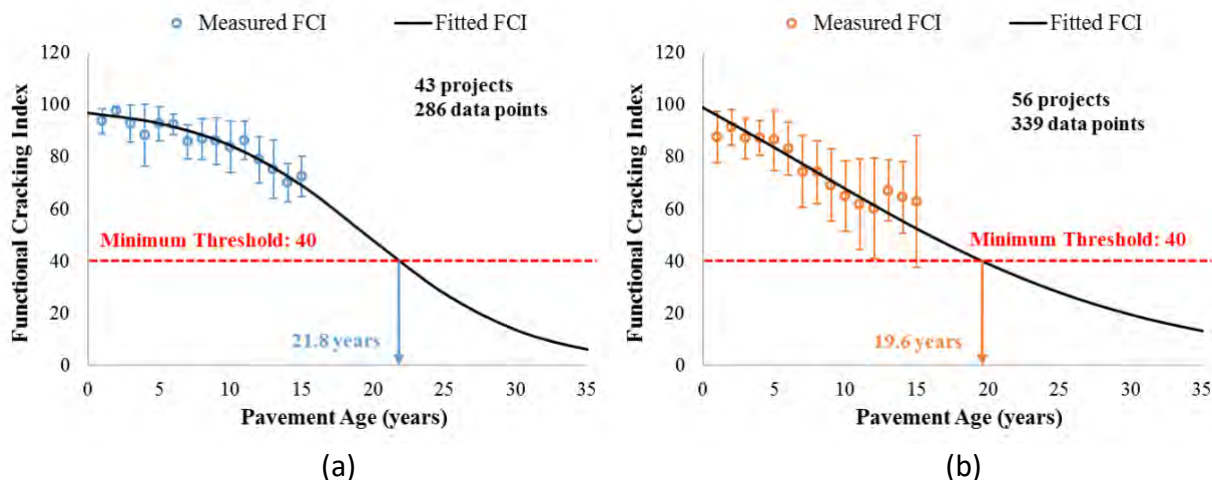 Measured FCI
Fitted FCI
120
100
80
60
40
20
0
Functional Cracking Index
43 projects
286 data points
Minimum Threshold: 40
21.8 years
0 5 10 15 20 25 30 35
Pavement Age (years)
(a)
Measured FCI
Fitted FCI
120
100
80
60
40
20
0
Functional Cracking Index
56 projects
339 data points
Minimum Threshold: 40
19.6 years
0 5 10 15 20 25 30 35
Pavement Age (years)
(b)